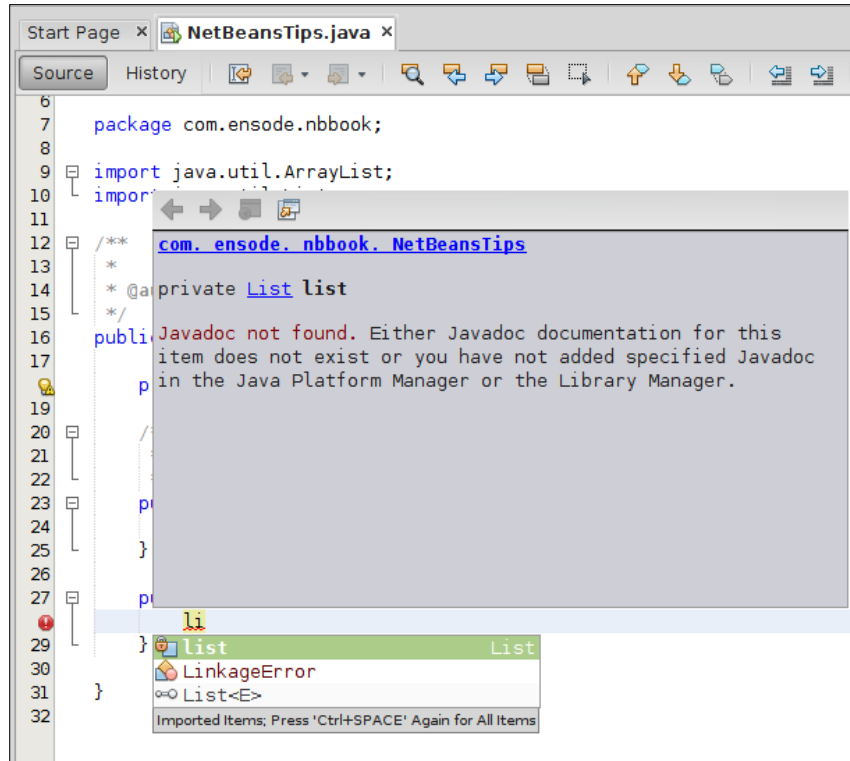 Start Page × NetBeansTips.java ×
Source History
6
7 package com.ensode.nbbook;
8
9 import java.util.ArrayList;
10 impor
11
12 /**
13 *
14 * @a
15 */
16 publi
17
p
19
20 /
21
22
23 pu
24
25 }
26
27 pu
li
29 }
30
31 }
32
com. ensode. nbbook. NetBeansTips
private List list
Javadoc not found. Either Javadoc documentation for this
item does not exist or you have not added specified Javadoc
in the Java Platform Manager or the Library Manager.
list List
LinkageError
List<E>
Imported Items; Press 'Ctrl+SPACE' Again for All Items